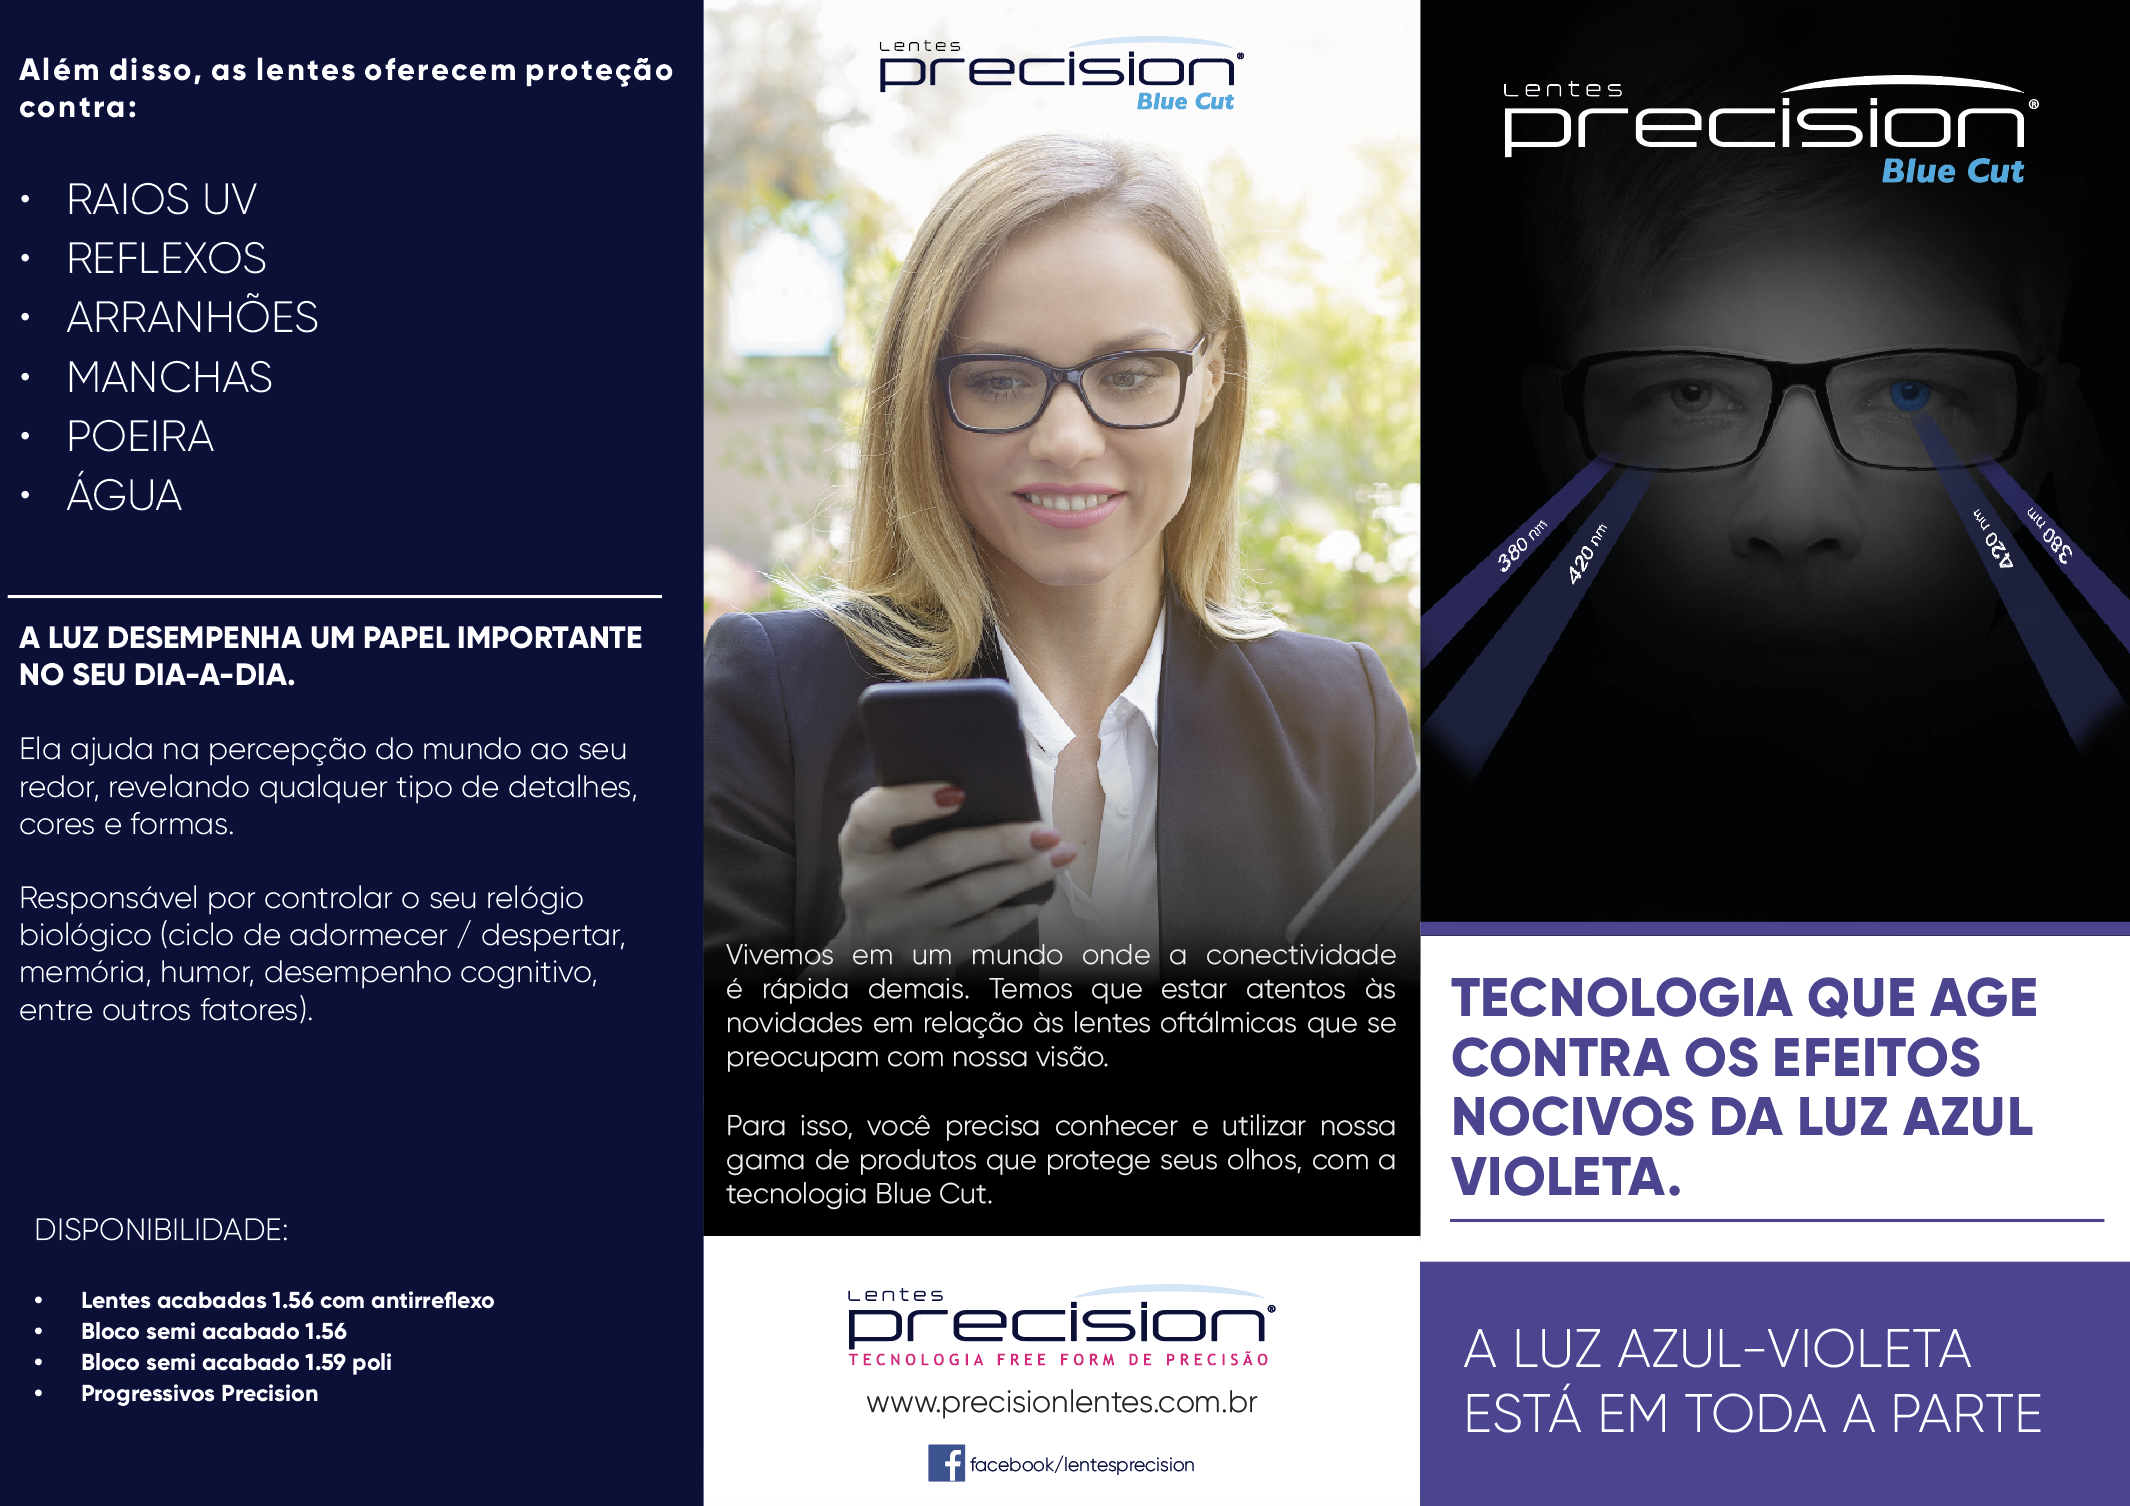 Além disso, as lentes oferecem proteção
contra:
• RAIOS UV
• REFLEXOS
• ARRANHÕES
• MANCHAS
• POEIRA
• ÁGUA
A LUZ DESEMPENHA UM PAPEL IMPORTANTE
NO SEU DIA-A-DIA.
Ela ajuda na percepção do mundo ao seu
redor, revelando qualquer tipo de detalhes,
cores e formas.
Responsável por controlar o seu relógio
biológico (ciclo de adormecer / despertar,
memória, humor, desempenho cognitivo,
entre outros fatores).
DISPONIBILIDADE:
• Lentes acabadas 1.56 com antirreflexo
• Bloco semi acabado 1.56
• Bloco semi acabado 1.59 poli
• Progressivos Precision
Lentes
precision®
Blue Cut
Vivemos em um mundo onde a conectividade
é rápida demais. Temos que estar atentos às
novidades em relação às lentes oftálmicas que se
preocupam com nossa visão.
Para isso, você precisa conhecer e utilizar nossa
gama de produtos que protege seus olhos, com a
tecnologia Blue Cut.
Lentes
precision®
TECNOLOGIA FREE FORM DE PRECISÃO
www.precisionlentes.com.br
facebook/lentesprecision
Lentes
precision®
Blue Cut
380 nm
420 nm
420 nm
380 nm
TECNOLOGIA QUE AGE
CONTRA OS EFEITOS
NOCIVOS DA LUZ AZUL
VIOLETA.
A LUZ AZUL-VIOLETA
ESTÁ EM TODA A PARTE